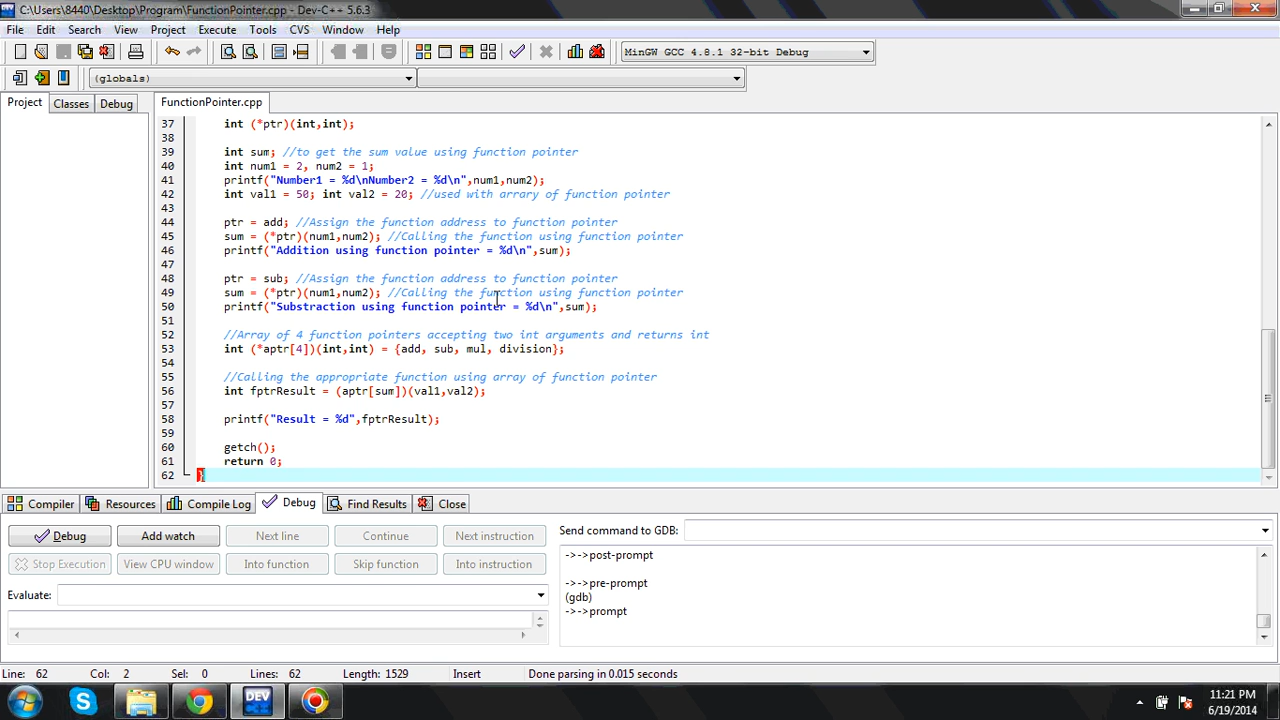 C:\Users\8440\Desktop\Program\FunctionPointer.cpp - Dev-C++ 5.6.3
File Edit Search View Project Execute Tools CVS Window Help
MinGW GCC 4.8.1 32-bit Debug
(globals)
Project Classes Debug FunctionPointer.cpp
37 int (*ptr)(int,int);
38
39 int sum; //to get the sum value using function pointer
40 int num1 = 2, num2 = 1;
41 printf("Number1 = %d\nNumber2 = %d\n",num1,num2);
42 int val1 = 50; int val2 = 20; //used with arrary of function pointer
43
44 ptr = add; //Assign the function address to function pointer
45 sum = (*ptr)(num1,num2); //Calling the function using function pointer
46 printf("Addition using function pointer = %d\n",sum);
47
48 ptr = sub; //Assign the function address to function pointer
49 sum = (*ptr)(num1,num2); //Calling the function using function pointer
50 printf("Substraction using function pointer = %d\n",sum);
51
52 //Array of 4 function pointers accepting two int arguments and returns int
53 int (*aptr[4])(int,int) = {add, sub, mul, division};
54
55 //Calling the appropriate function using array of function pointer
56 int fptrResult = (aptr[sum])(val1,val2);
57
58 printf("Result = %d",fptrResult);
59
60 getch();
61 return 0;
62 }
Compiler Resources Compile Log Debug Find Results Close
Debug Add watch Next line Continue Next instruction
Send command to GDB:
Stop Execution View CPU window Into function Skip function Into instruction
Evaluate:
->->post-prompt
->->pre-prompt
(gdb)
->->prompt
Line: 62 Col: 2 Sel: 0 Lines: 62 Length: 1529 Insert Done parsing in 0.015 seconds
DEV
11:21 PM
6/19/2014